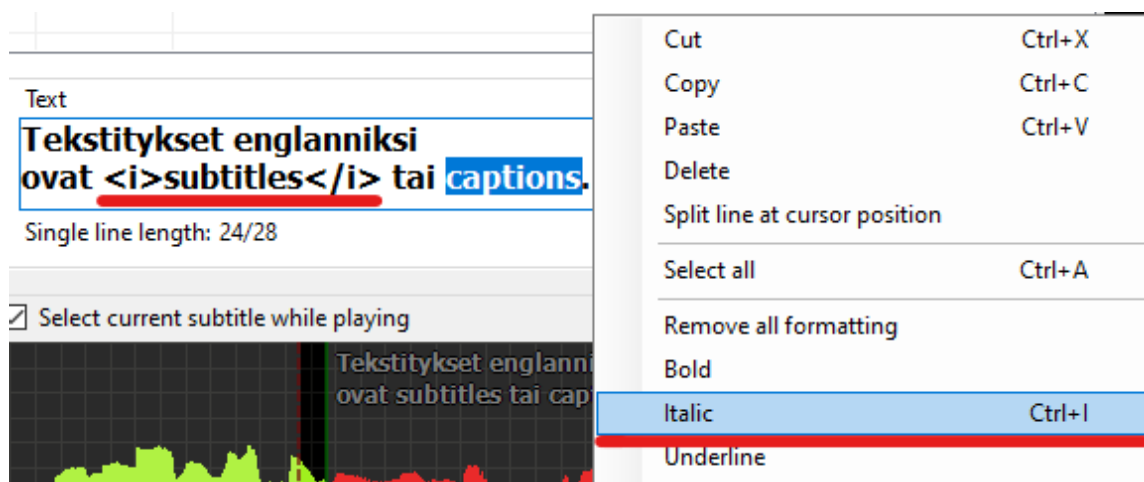 Text
Tekstitykset englanniksi
ovat <i>subtitles</i> tai captions.
Single line length: 24/28
Select current subtitle while playing
Tekstitykset englanni
ovat subtitles tai cap
Cut Ctrl+X
Copy Ctrl+C
Paste Ctrl+V
Delete
Split line at cursor position
Select all Ctrl+A
Remove all formatting
Bold
Italic Ctrl+I
Underline